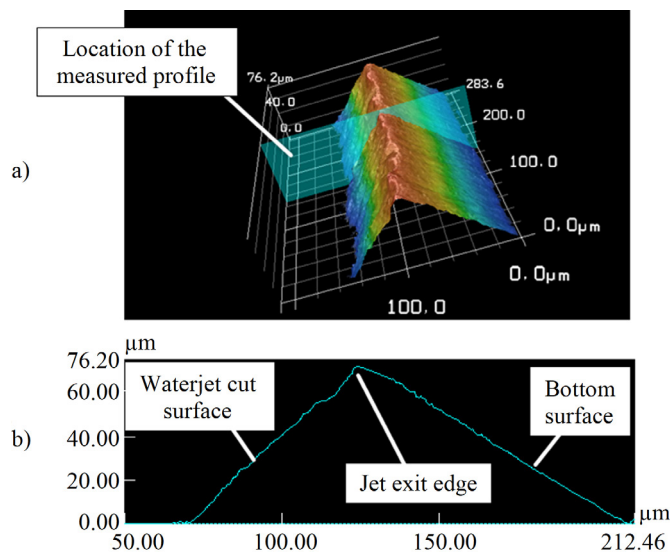 a)
Location of the
measured profile
76.2µm
40.0
0.0
283.6
200.0
100.0
0.0µm
0.0µm
100.0
b)
µm
76.20
60.00
40.00
20.00
0.00
Waterjet cut
surface
Jet exit edge
Bottom
surface
µm
50.00 100.00 150.00 212.46